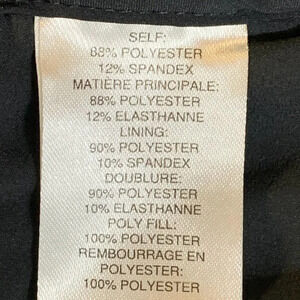 SELF:
88% POLYESTER
12% SPANDEX
MATIÈRE PRINCIPALE:
88% POLYESTER
12% ELASTHANNE
LINING:
90% POLYESTER
10% SPANDEX
DOUBLURE:
90% POLYESTER
10% ELASTHANNE
POLY FILL:
100% POLYESTER
REMBOURRAGE EN
POLYESTER:
100% POLYESTER